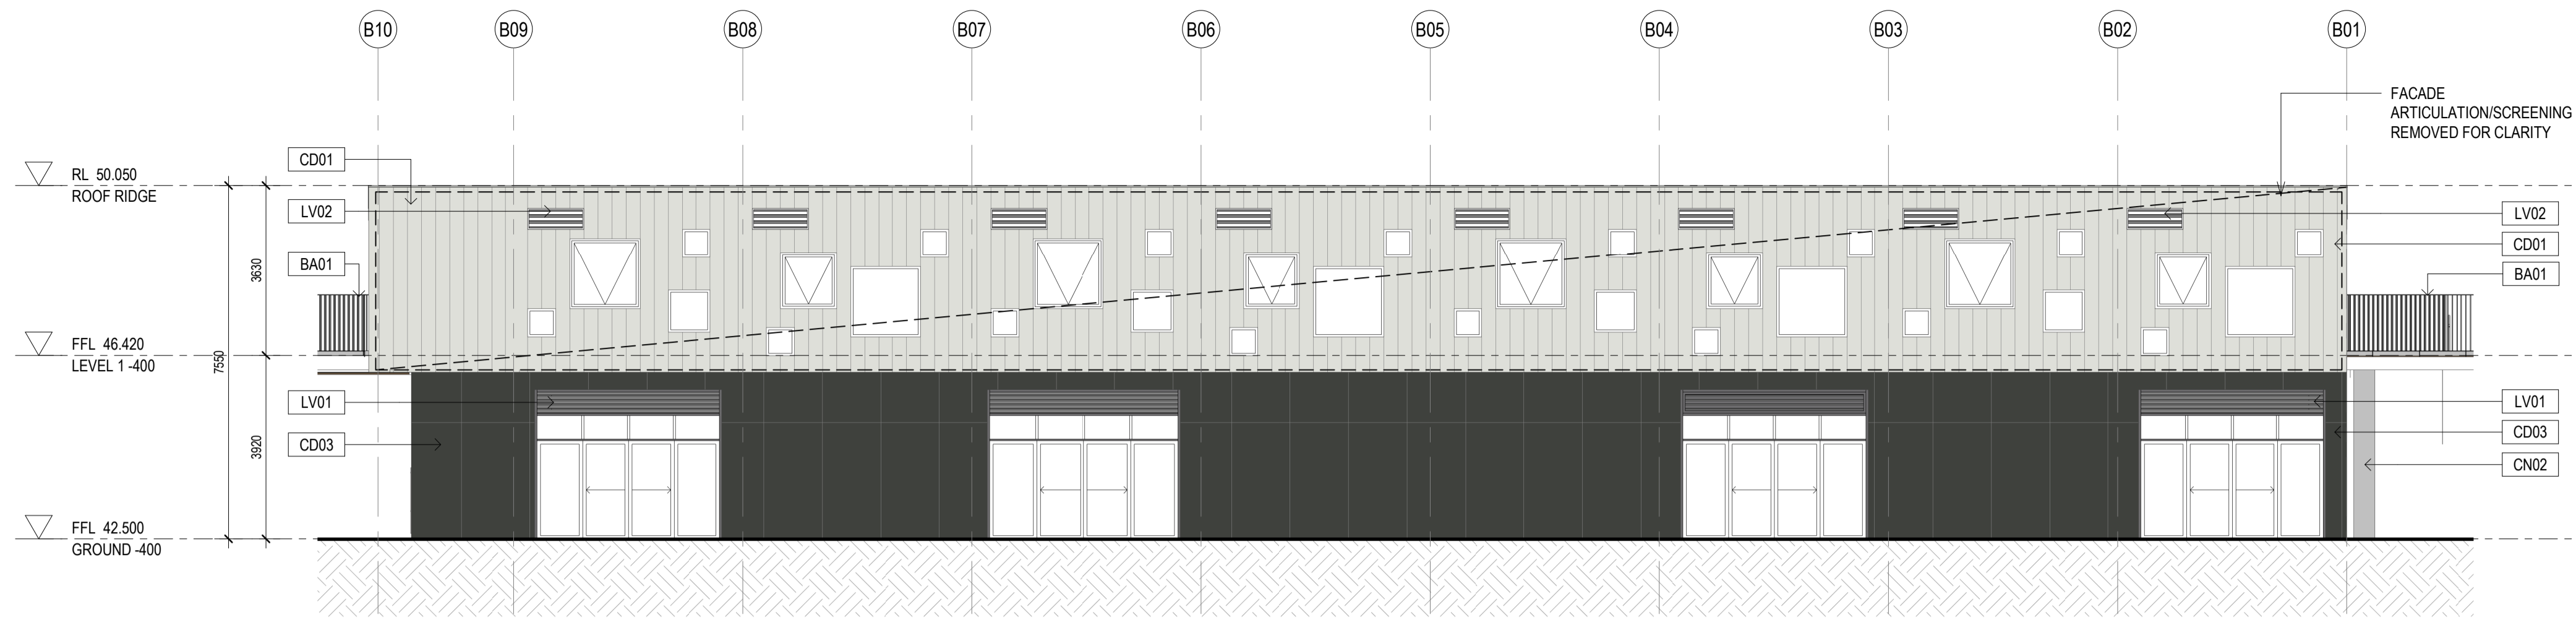 B10
B09
B08
B07
B06
B05
B04
B03
B02
B01
FACADE
ARTICULATION/SCREENING
REMOVED FOR CLARITY
CD01
RL 50.050
ROOF RIDGE
LV02
LV02
CD01
BA01
3630
BA01
FFL 46.420
LEVEL 1 -400
7550
LV01
LV01
CD03
3920
CD03
CN02
FFL 42.500
GROUND -400